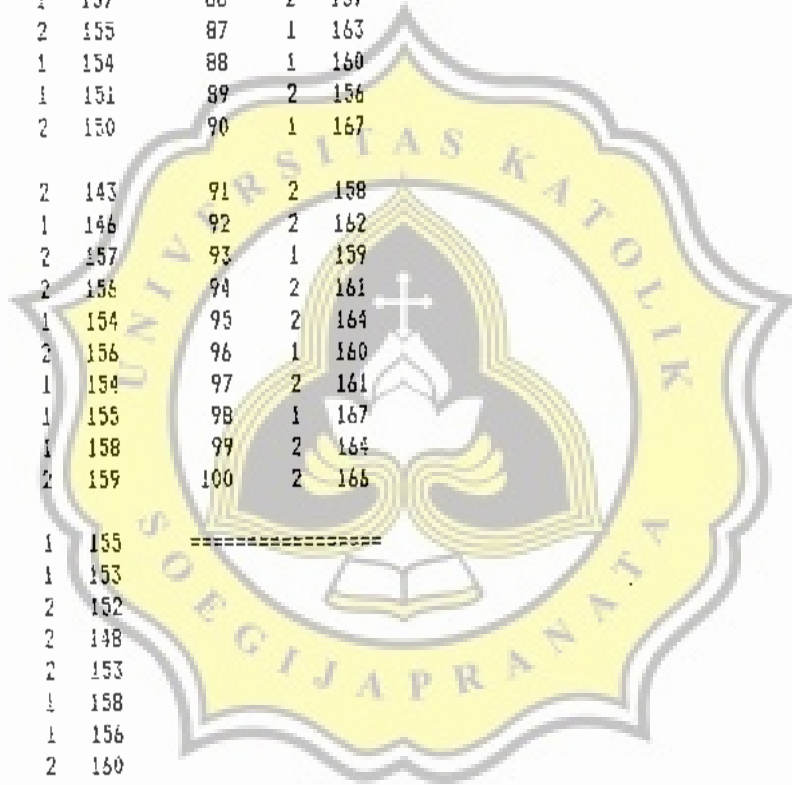 2 155 87 1 163
1 154 88 1 160
1 151 89 2 156
2 150 90 1 167
2 143 91 2 158
1 146 92 2 162
2 157 93 1 159
2 156 94 2 161
1 154 95 2 164
2 156 96 1 160
1 154 97 2 161
1 155 98 1 167
1 158 99 2 164
2 159 100 2 166
1 155 =================
1 153
2 152
2 148
2 153
1 158
1 156
2 160
UNIVERSITAS KATOLIK
SOEGIJAPRANATA